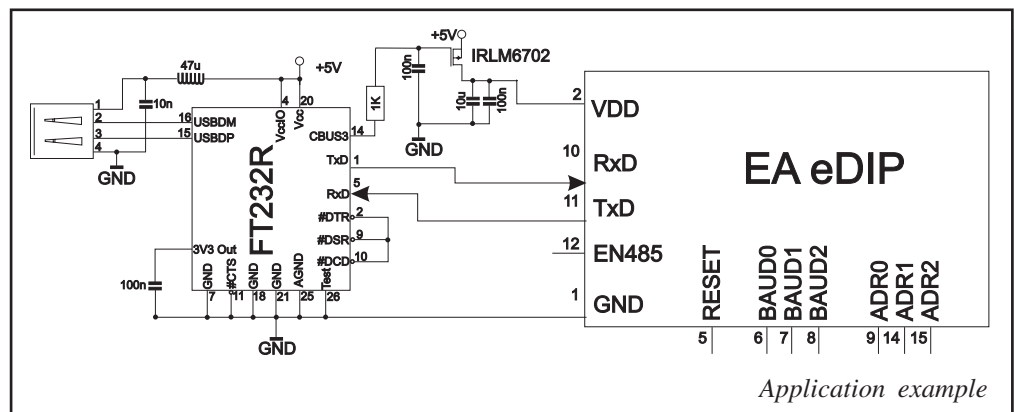 +5V
IRLM6702
47u
+5V
100n
1K
10u
100n
10n
1
2
3
4
GND
16 USBDM
15 USBDP
4
20
VccIO
Vcc
CBUS3 14
GND
TxD 1
RxD 5
#DTR 2
#DSR 9
#DCD 10
FT232R
3V3 Out
100n
GND
#CTS
GND
GND
AGND
Test
7
11
18
21
25
26
GND
2 VDD
10 RxD
11 TxD
12 EN485
1 GND
EA eDIP
RESET
BAUD0
BAUD1
BAUD2
ADR0
ADR1
ADR2
5
6
7
8
9
14
15
Application example